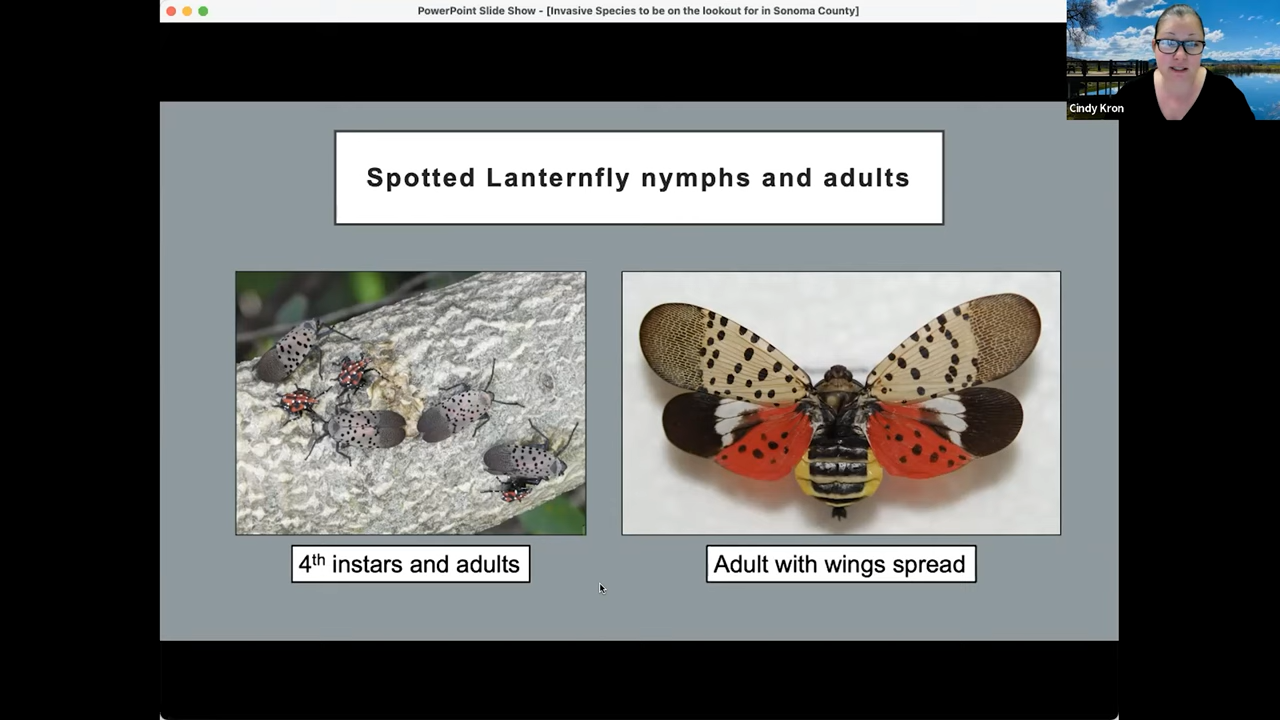 PowerPoint Slide Show - [Invasive Species to be on the lookout for in Sonoma County]
Cindy Kron
Spotted Lanternfly nymphs and adults
4th instars and adults
Adult with wings spread